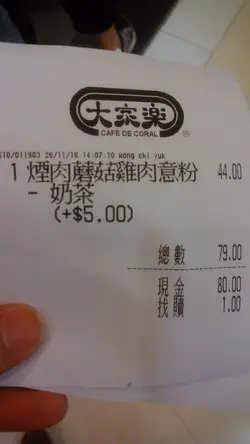 大家樂
CAFÉ DE CORAL®
510/011903 26/11/16 14:07:10 wong chi yuk
1 煙肉蘑菇雞肉意粉 44.00
- 奶茶
(+$5.00)
總數 79.00
現金 80.00
找贖 1.00